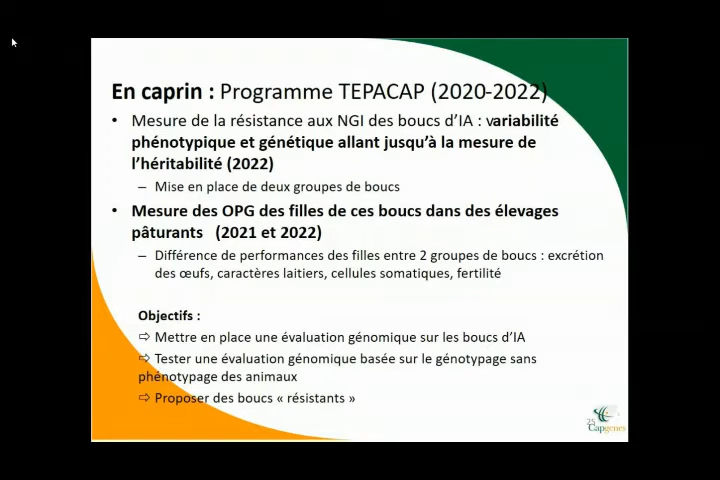 En caprin : Programme TEPACAP (2020-2022)
• Mesure de la résistance aux NGI des boucs d'IA : variabilité
phénotypique et génétique allant jusqu'à la mesure de
l'héritabilité (2022)
– Mise en place de deux groupes de boucs
• Mesure des OPG des filles de ces boucs dans des élevages
pâturants (2021 et 2022)
– Différence de performances des filles entre 2 groupes de boucs : excrétion
des œufs, caractères laitiers, cellules somatiques, fertilité
Objectifs :
⇨ Mettre en place une évaluation génomique sur les boucs d'IA
⇨ Tester une évaluation génomique basée sur le génotypage sans
phénotypage des animaux
⇨ Proposer des boucs « résistants »
25
Capgenes